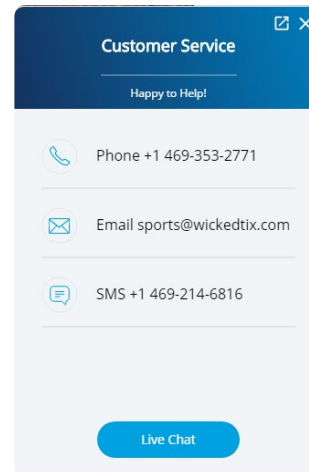 Customer Service
Happy to Help!
Phone +1 469-353-2771
Email sports@wickedtix.com
SMS +1 469-214-6816
Live Chat